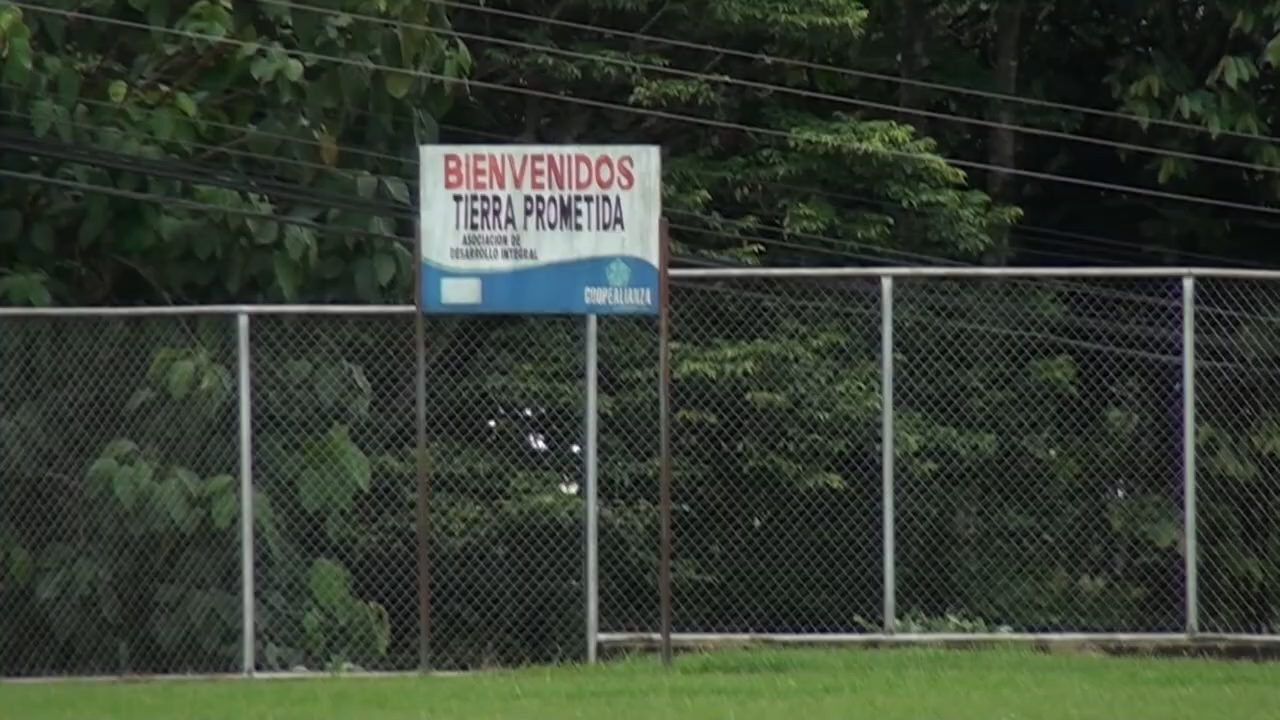 BIENVENIDOS
TIERRA PROMETIDA
ASOCIACION DE
DESARROLLO INTEGRAL
COOPEALIANZA